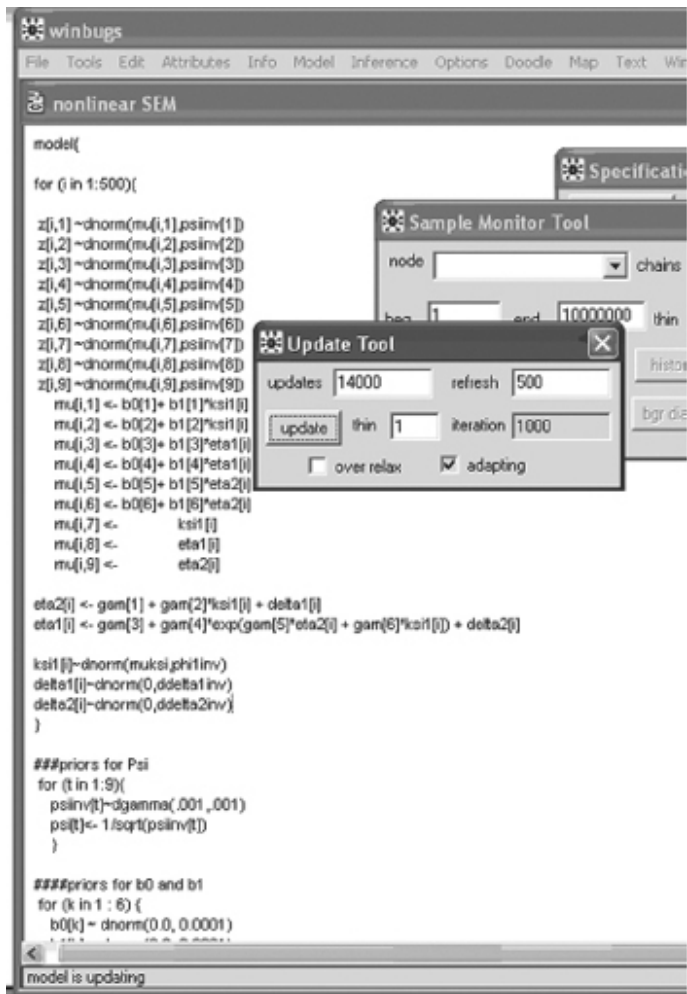 winbugs
File Tools Edit Attributes Info Model Inference Options Doodle Map Text
nonlinear SEM
model{
for (i in 1:500){
z[i,1]~dnorm(mu[i,1],psiinv[1])
z[i,2]~dnorm(mu[i,2],psiinv[2])
z[i,3]~dnorm(mu[i,3],psiinv[3])
z[i,4]~dnorm(mu[i,4],psiinv[4])
z[i,5]~dnorm(mu[i,5],psiinv[5])
z[i,6]~dnorm(mu[i,6],psiinv[6])
z[i,7]~dnorm(mu[i,7],psiinv[7])
z[i,8]~dnorm(mu[i,8],psiinv[8])
z[i,9]~dnorm(mu[i,9],psiinv[9])
mu[i,1] <- b0[1]+ b1[1]*ksi1[i]
mu[i,2] <- b0[2]+ b1[2]*ksi1[i]
mu[i,3] <- b0[3]+ b1[3]*eta1[i]
mu[i,4] <- b0[4]+ b1[4]*eta1[i]
mu[i,5] <- b0[5]+ b1[5]*eta2[i]
mu[i,6] <- b0[6]+ b1[6]*eta2[i]
mu[i,7] <- ksi1[i]
mu[i,8] <- eta1[i]
mu[i,9] <- eta2[i]
eta2[i] <- gam[1] + gam[2]*ksi1[i] + delta1[i]
eta1[i] <- gam[3] + gam[4]*exp(gam[5]*eta2[i] + gam[6]*ksi1[i]) + delta2[i]
ksi1[i]~dnorm(muksi,phi1inv)
delta1[i]~dnorm(0,ddelta1inv)
delta2[i]~dnorm(0,ddelta2inv)
}
###priors for Psi
for (t in 1:9){
psiinv[t]~dgamma(.001,.001)
psi[t]<- 1/sqrt(psiinv[t])
}
####priors for b0 and b1
for (k in 1 : 6) {
b0[k] ~ dnorm(0.0, 0.0001)
Specificati
Sample Monitor Tool
node chains
beg 1 end 10000000 thin
histo
bgr dia
Update Tool
updates 14000 refresh 500
update thin 1 iteration 1000
over relax adapting
model is updating